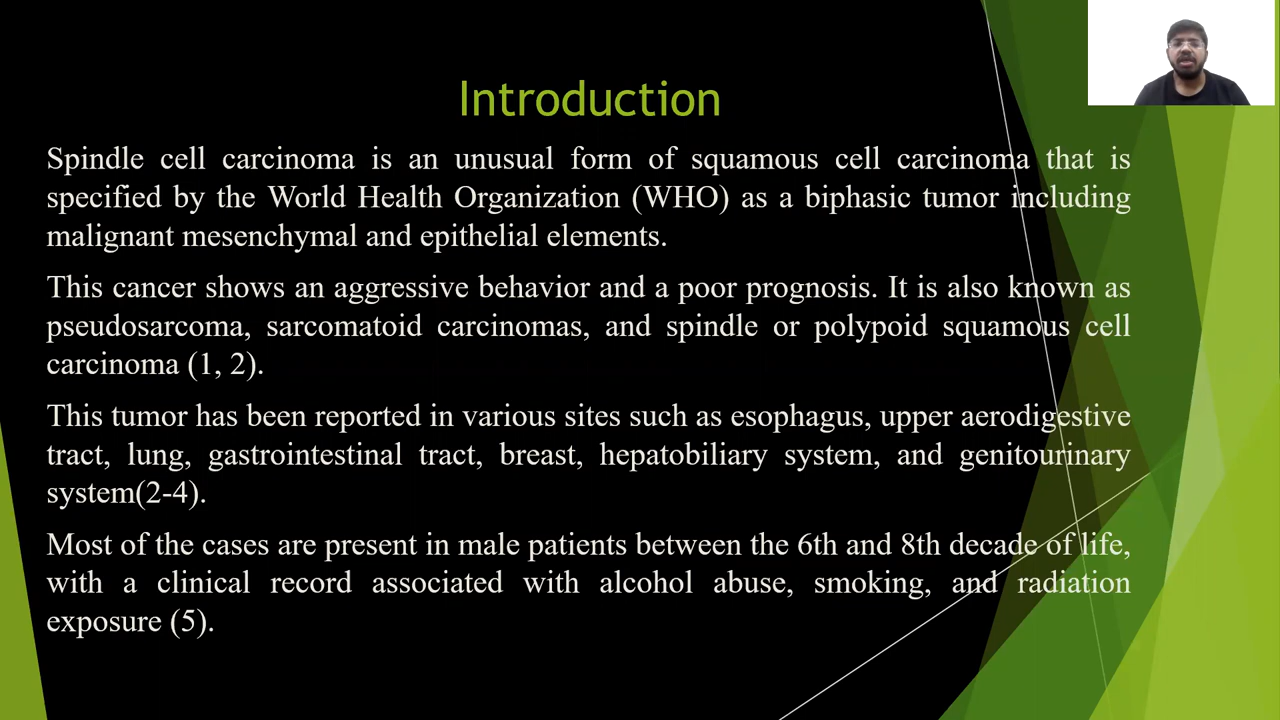 Introduction
Spindle cell carcinoma is an unusual form of squamous cell carcinoma that is
specified by the World Health Organization (WHO) as a biphasic tumor including
malignant mesenchymal and epithelial elements.
This cancer shows an aggressive behavior and a poor prognosis. It is also known as
pseudosarcoma, sarcomatoid carcinomas, and spindle or polypoid squamous cell
carcinoma (1, 2).
This tumor has been reported in various sites such as esophagus, upper aerodigestive
tract, lung, gastrointestinal tract, breast, hepatobiliary system, and genitourinary
system(2-4).
Most of the cases are present in male patients between the 6th and 8th decade of life,
with a clinical record associated with alcohol abuse, smoking, and radiation
exposure (5).